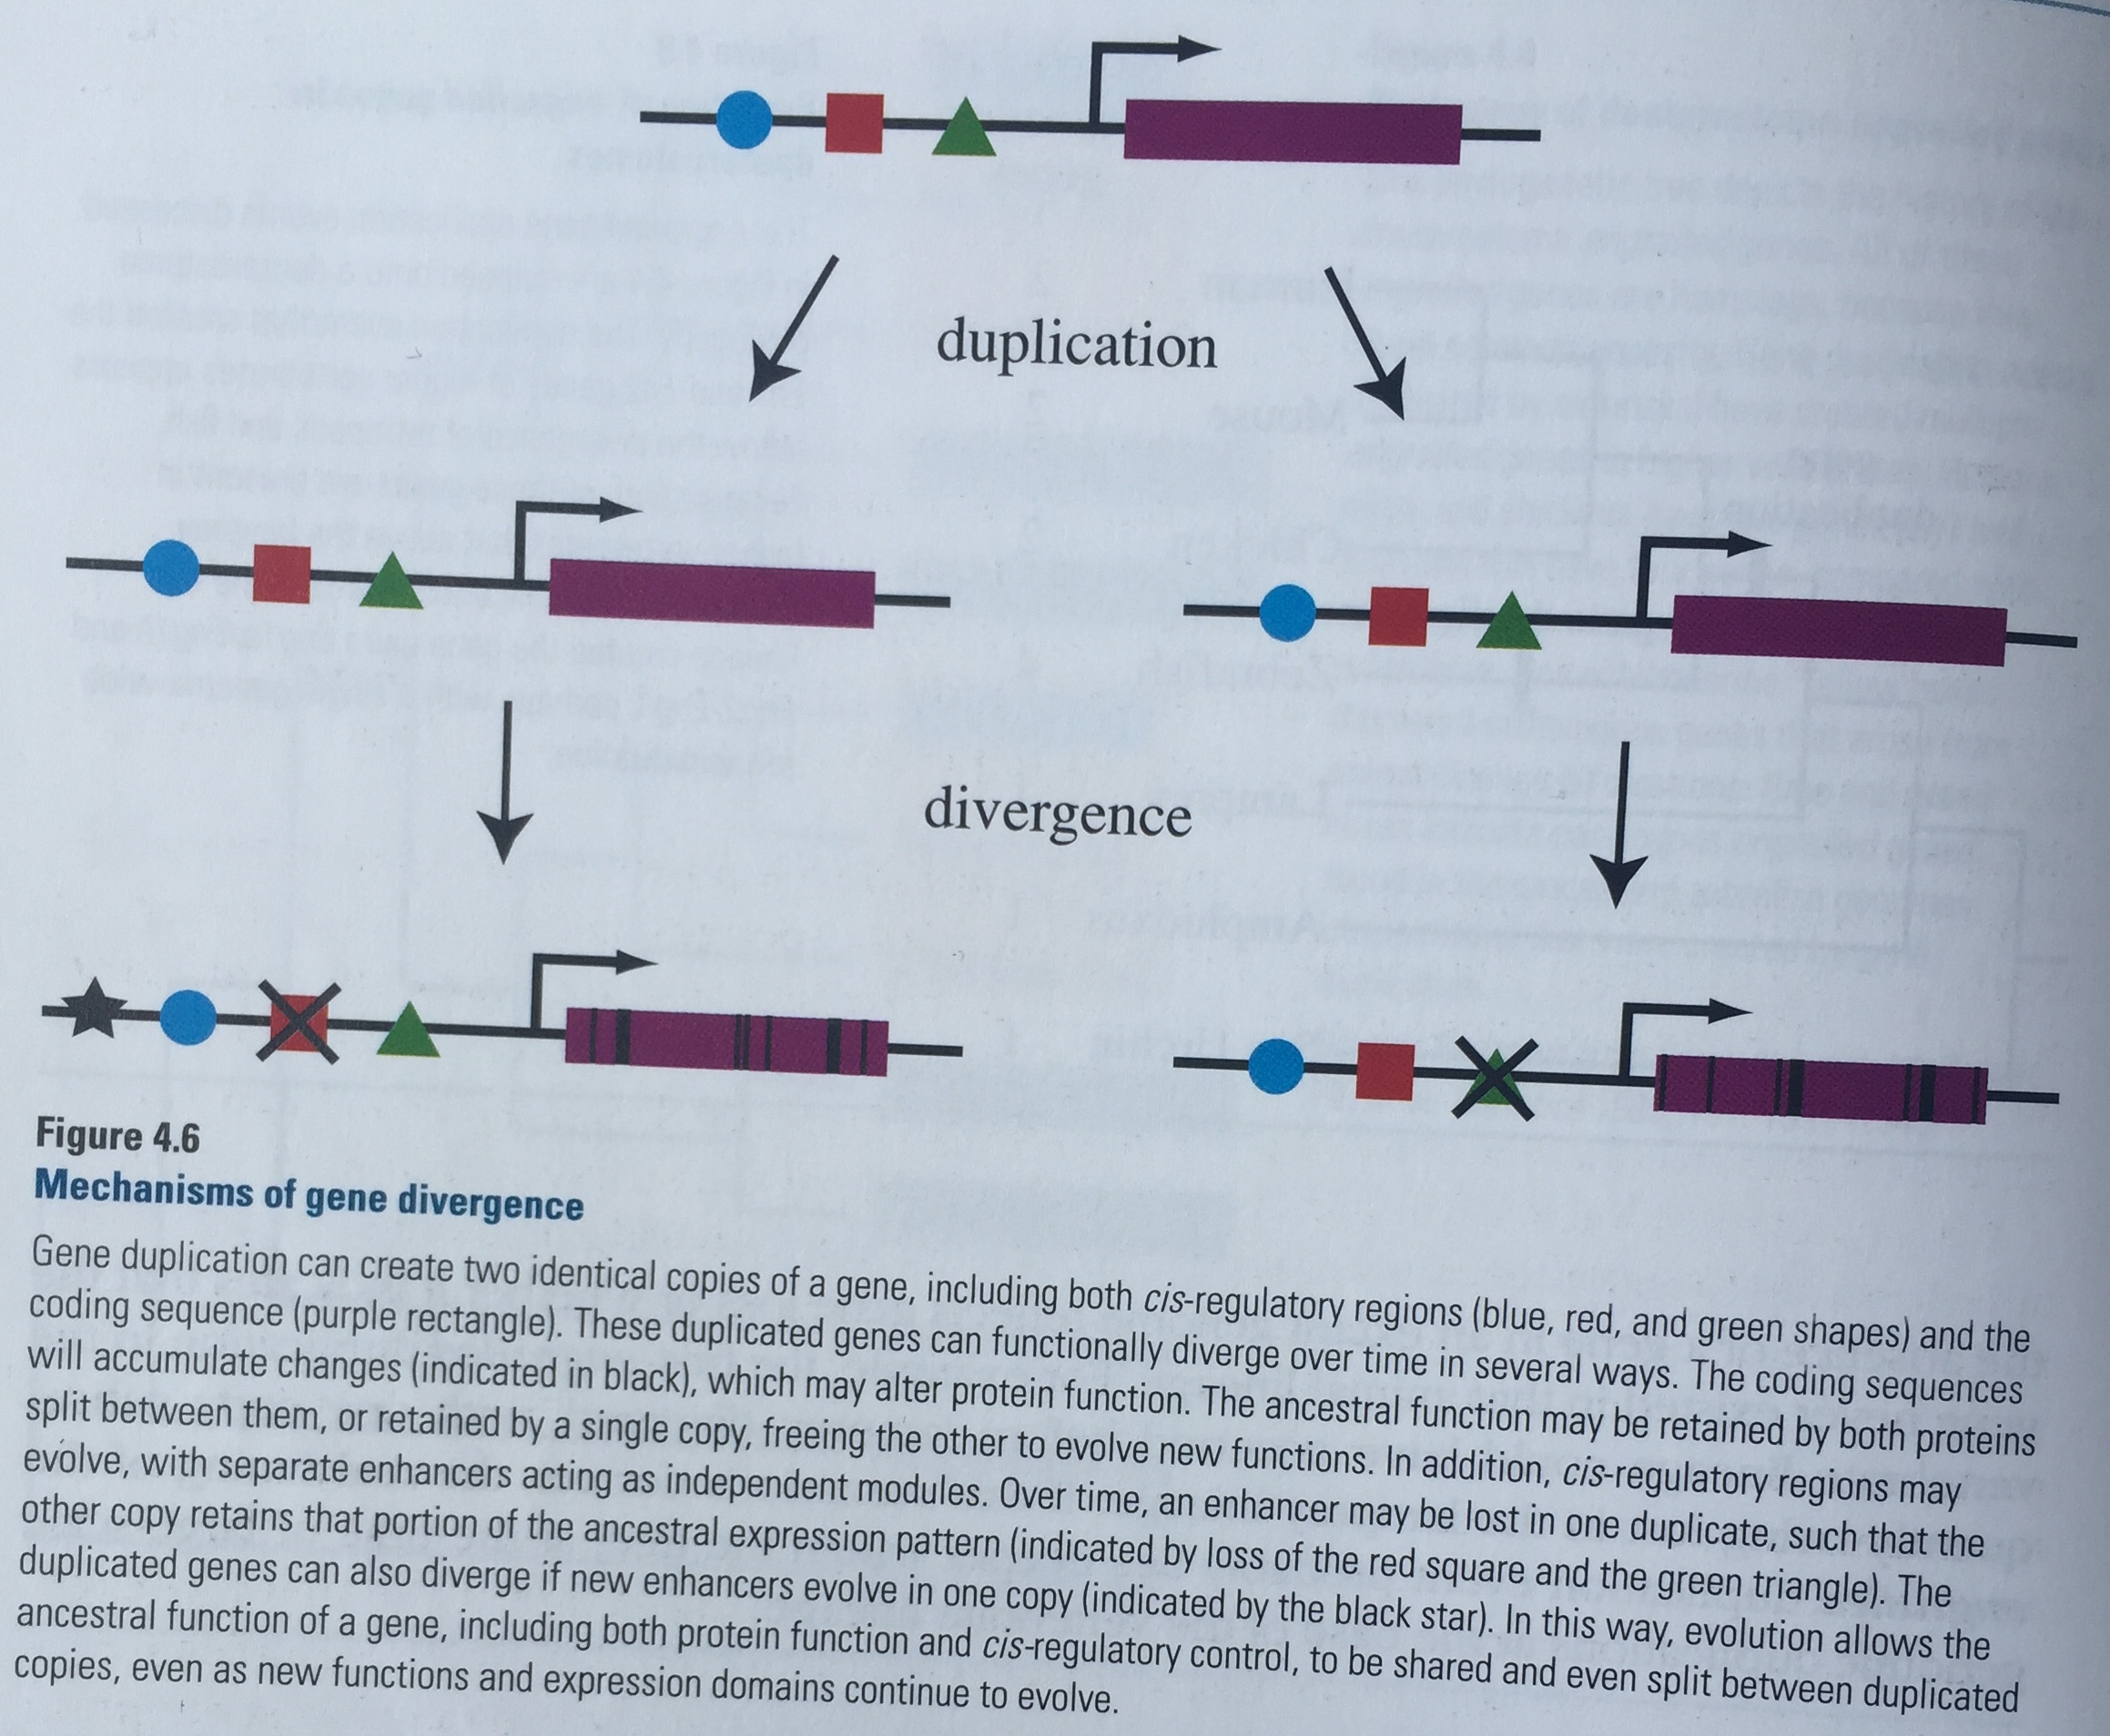 duplication
divergence
Figure 4.6
Mechanisms of gene divergence
Gene duplication can create two identical copies of a gene, including both cis-regulatory regions (blue, red, and green shapes) and the
coding sequence (purple rectangle). These duplicated genes can functionally diverge over time in several ways. The coding sequences
will accumulate changes (indicated in black), which may alter protein function. The ancestral function may be retained by both proteins
split between them, or retained by a single copy, freeing the other to evolve new functions. In addition, cis-regulatory regions may
evolve, with separate enhancers acting as independent modules. Over time, an enhancer may be lost in one duplicate, such that the
other copy retains that portion of the ancestral expression pattern (indicated by loss of the red square and the green triangle). The
duplicated genes can also diverge if new enhancers evolve in one copy (indicated by the black star). In this way, evolution allows the
ancestral function of a gene, including both protein function and cis-regulatory control, to be shared and even split between duplicated
copies, even as new functions and expression domains continue to evolve.